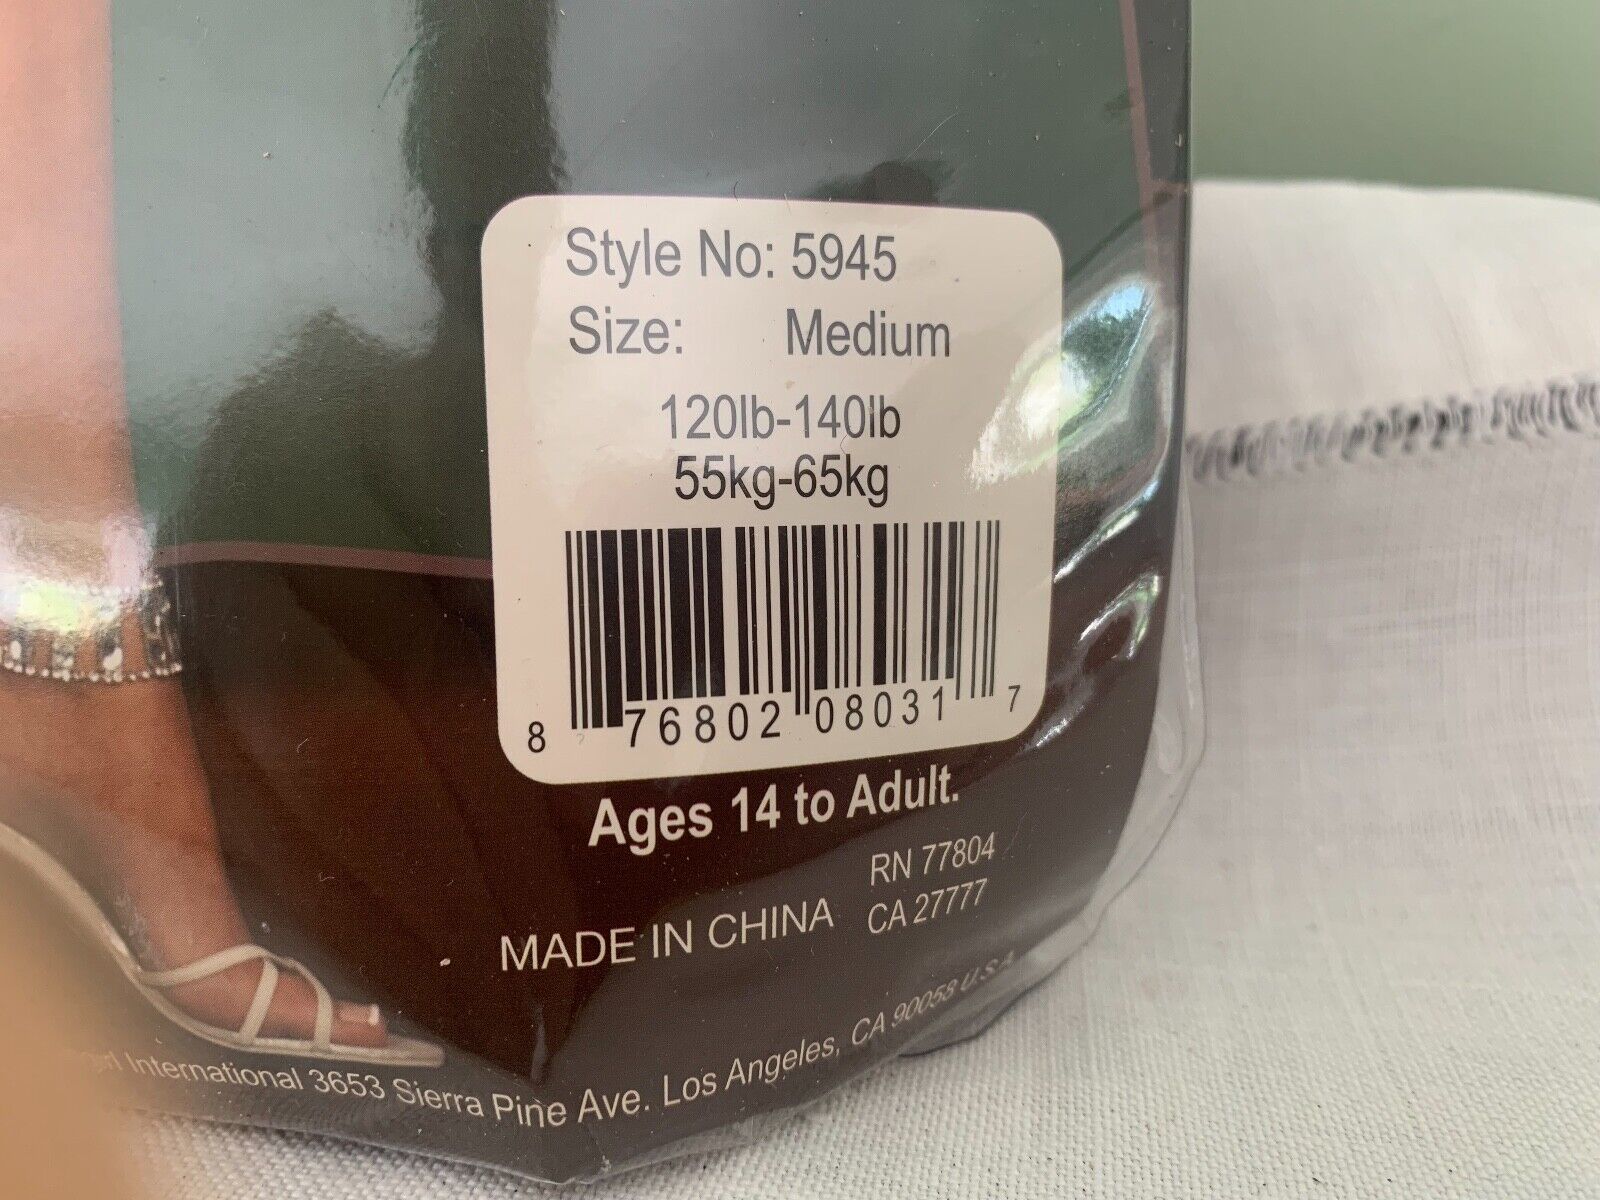 Style No: 5945
Size: Medium
120lb-140lb
55kg-65kg
8 76802 08031 7
Ages 14 to Adult.
RN 77804
MADE IN CHINA CA 27777
International 3653 Sierra Pine Ave. Los Angeles, CA 90058 U.S.A.